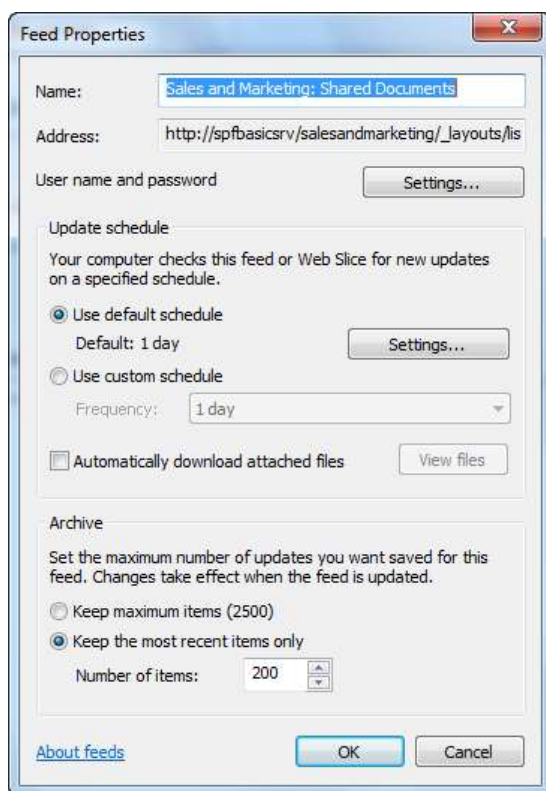 Feed Properties
Name: Sales and Marketing: Shared Documents
Address: http://spfbasicsrv/salesandmarketing/_layouts/lis
User name and password Settings...
Update schedule
Your computer checks this feed or Web Slice for new updates
on a specified schedule.
Use default schedule
Default: 1 day Settings...
Use custom schedule
Frequency: 1 day
Automatically download attached files View files
Archive
Set the maximum number of updates you want saved for this
feed. Changes take effect when the feed is updated.
Keep maximum items (2500)
Keep the most recent items only
Number of items: 200
About feeds OK Cancel